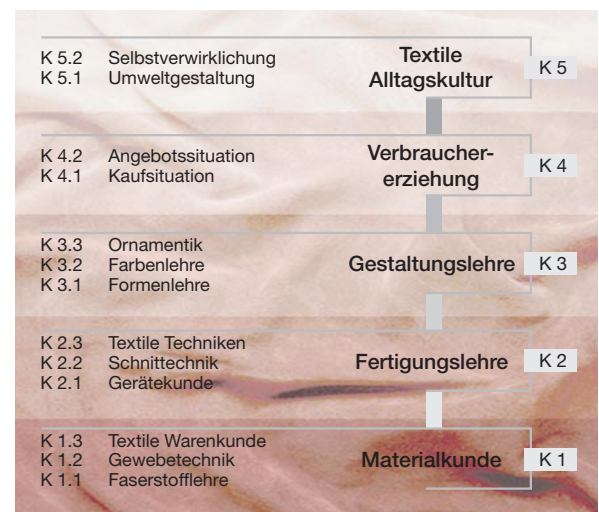 K 5.2 Selbstverwirklichung
K 5.1 Umweltgestaltung
Textile
Alltagskultur
K 5
K 4.2 Angebotssituation
K 4.1 Kaufsituation
Verbraucher-
erziehung
K 4
K 3.3 Ornamentik
K 3.2 Farbenlehre
K 3.1 Formenlehre
Gestaltungslehre
K 3
K 2.3 Textile Techniken
K 2.2 Schnittechnik
K 2.1 Gerätekunde
Fertigungslehre
K 2
K 1.3 Textile Warenkunde
K 1.2 Gewebetechnik
K 1.1 Faserstofflehre
Materialkunde
K 1